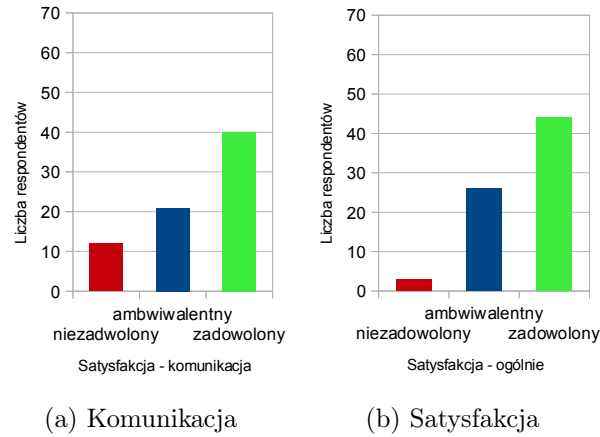 70
60
50
40
30
20
10
0
Liczba respondentów
ambwiwalentny
niezadwolony zadowolony
Satysfakcja - komunikacja
(a) Komunikacja
70
60
50
40
30
20
10
0
Liczba respondentów
ambwiwalentny
niezadowolony zadowolony
Satysfakcja - ogólnie
(b) Satysfakcja